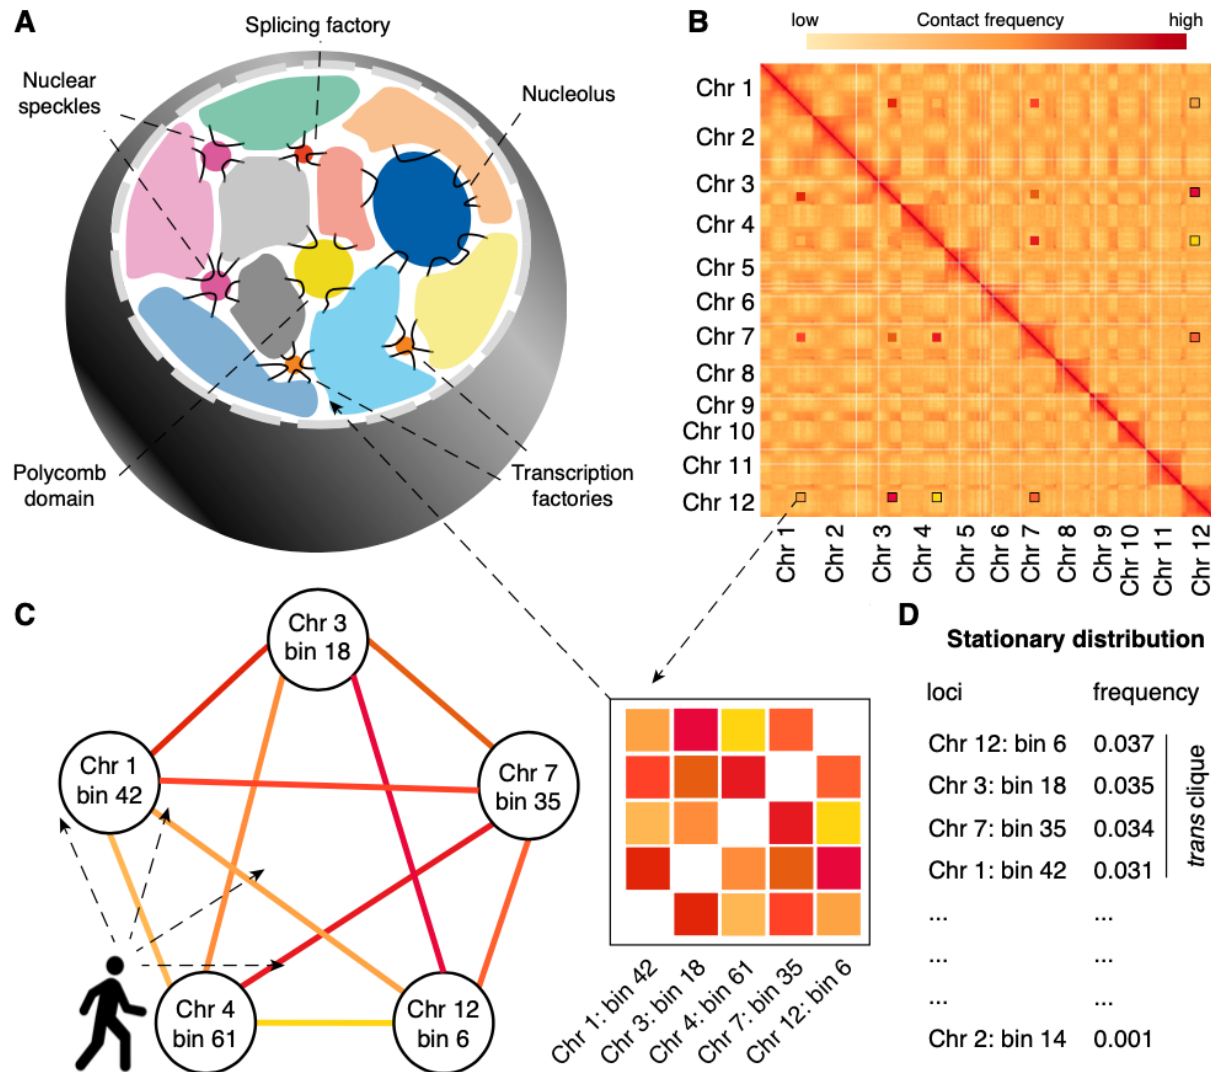 A
Splicing factory
Nuclear
speckles
Nucleolus
Polycomb
domain
Transcription
factories
B
low
Contact frequency
high
Chr 1
Chr 2
Chr 3
Chr 4
Chr 5
Chr 6
Chr 7
Chr 8
Chr 9
Chr 10
Chr 11
Chr 12
Chr 1
Chr 2
Chr 3
Chr 4
Chr 5
Chr 6
Chr 7
Chr 8
Chr 9
Chr 10
Chr 11
Chr 12
C
Chr 3
bin 18
Chr 1
bin 42
Chr 7
bin 35
Chr 4
bin 61
Chr 12
bin 6
Chr 1: bin 42
Chr 3: bin 18
Chr 4: bin 61
Chr 7: bin 35
Chr 12: bin 6
D
Stationary distribution
loci frequency
Chr 12: bin 6 0.037
Chr 3: bin 18 0.035
Chr 7: bin 35 0.034
Chr 1: bin 42 0.031
trans clique
... ...
... ...
... ...
Chr 2: bin 14 0.001